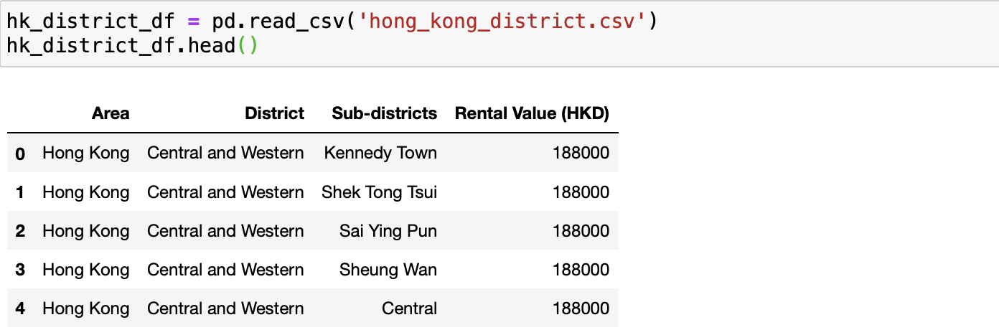 hk_district_df = pd.read_csv('hong_kong_district.csv')
hk_district_df.head()
Area District Sub-districts Rental Value (HKD)
0 Hong Kong Central and Western Kennedy Town 188000
1 Hong Kong Central and Western Shek Tong Tsui 188000
2 Hong Kong Central and Western Sai Ying Pun 188000
3 Hong Kong Central and Western Sheung Wan 188000
4 Hong Kong Central and Western Central 188000